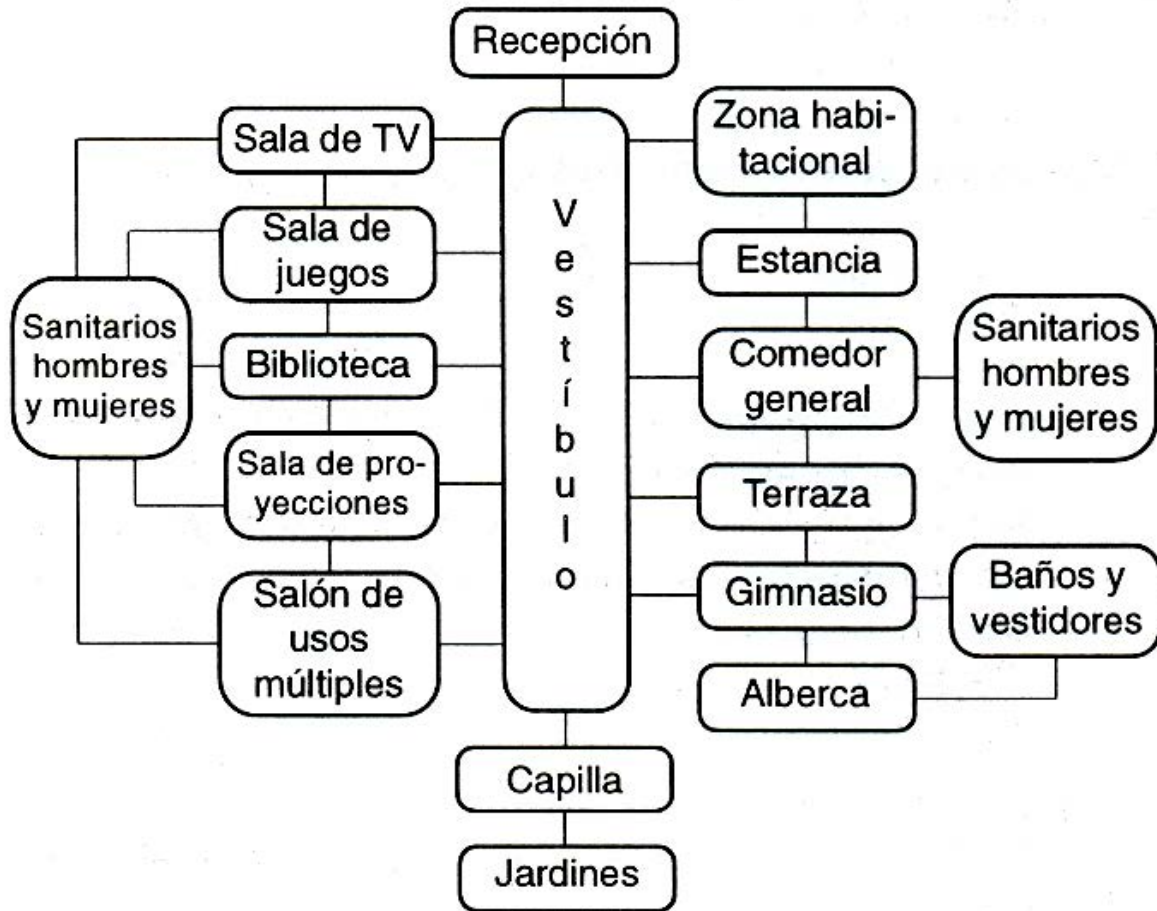 Recepción
Sala de TV
Sala de
juegos
Sanitarios
hombres
y mujeres
Biblioteca
Sala de pro-
yecciones
Salón de
usos
múltiples
V
e
s
t
í
b
u
l
o
Zona habi-
tacional
Estancia
Comedor
general
Sanitarios
hombres
y mujeres
Terraza
Gimnasio
Baños y
vestidores
Alberca
Capilla
Jardines